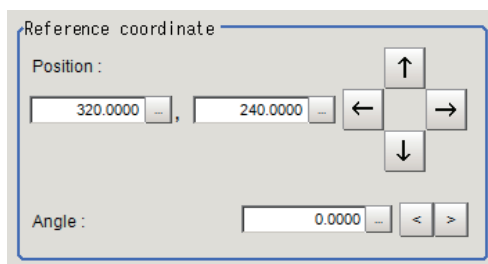 Reference coordinate
Position :
↑
320.0000 ... , 240.0000 ... ← →
↓
Angle : 0.0000 ... < >